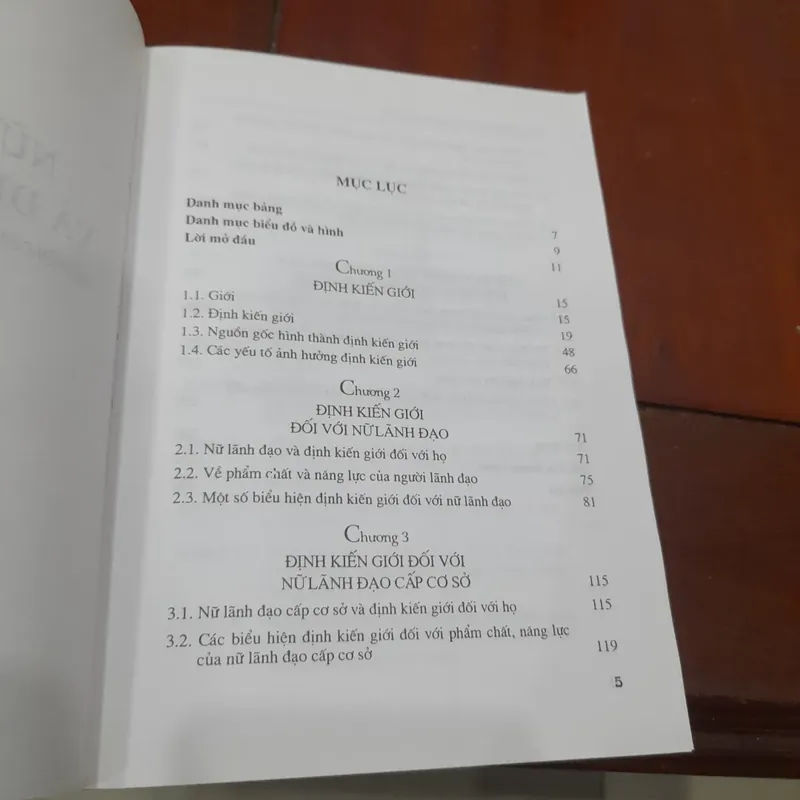 MỤC LỤC
Danh mục bảng 7
Danh mục biểu đồ và hình 9
Lời mở đầu 11
Chương 1
ĐỊNH KIẾN GIỚI 15
1.1. Giới 15
1.2. Định kiến giới 19
1.3. Nguồn gốc hình thành định kiến giới 48
1.4. Các yếu tố ảnh hưởng định kiến giới 66
Chương 2
ĐỊNH KIẾN GIỚI
ĐỐI VỚI NỮ LÃNH ĐẠO 71
2.1. Nữ lãnh đạo và định kiến giới đối với họ 71
2.2. Về phẩm chất và năng lực của người lãnh đạo 75
2.3. Một số biểu hiện định kiến giới đối với nữ lãnh đạo 81
Chương 3
ĐỊNH KIẾN GIỚI ĐỐI VỚI
NỮ LÃNH ĐẠO CẤP CƠ SỞ 115
3.1. Nữ lãnh đạo cấp cơ sở và định kiến giới đối với họ 115
3.2. Các biểu hiện định kiến giới đối với phẩm chất, năng lực
của nữ lãnh đạo cấp cơ sở 119
5